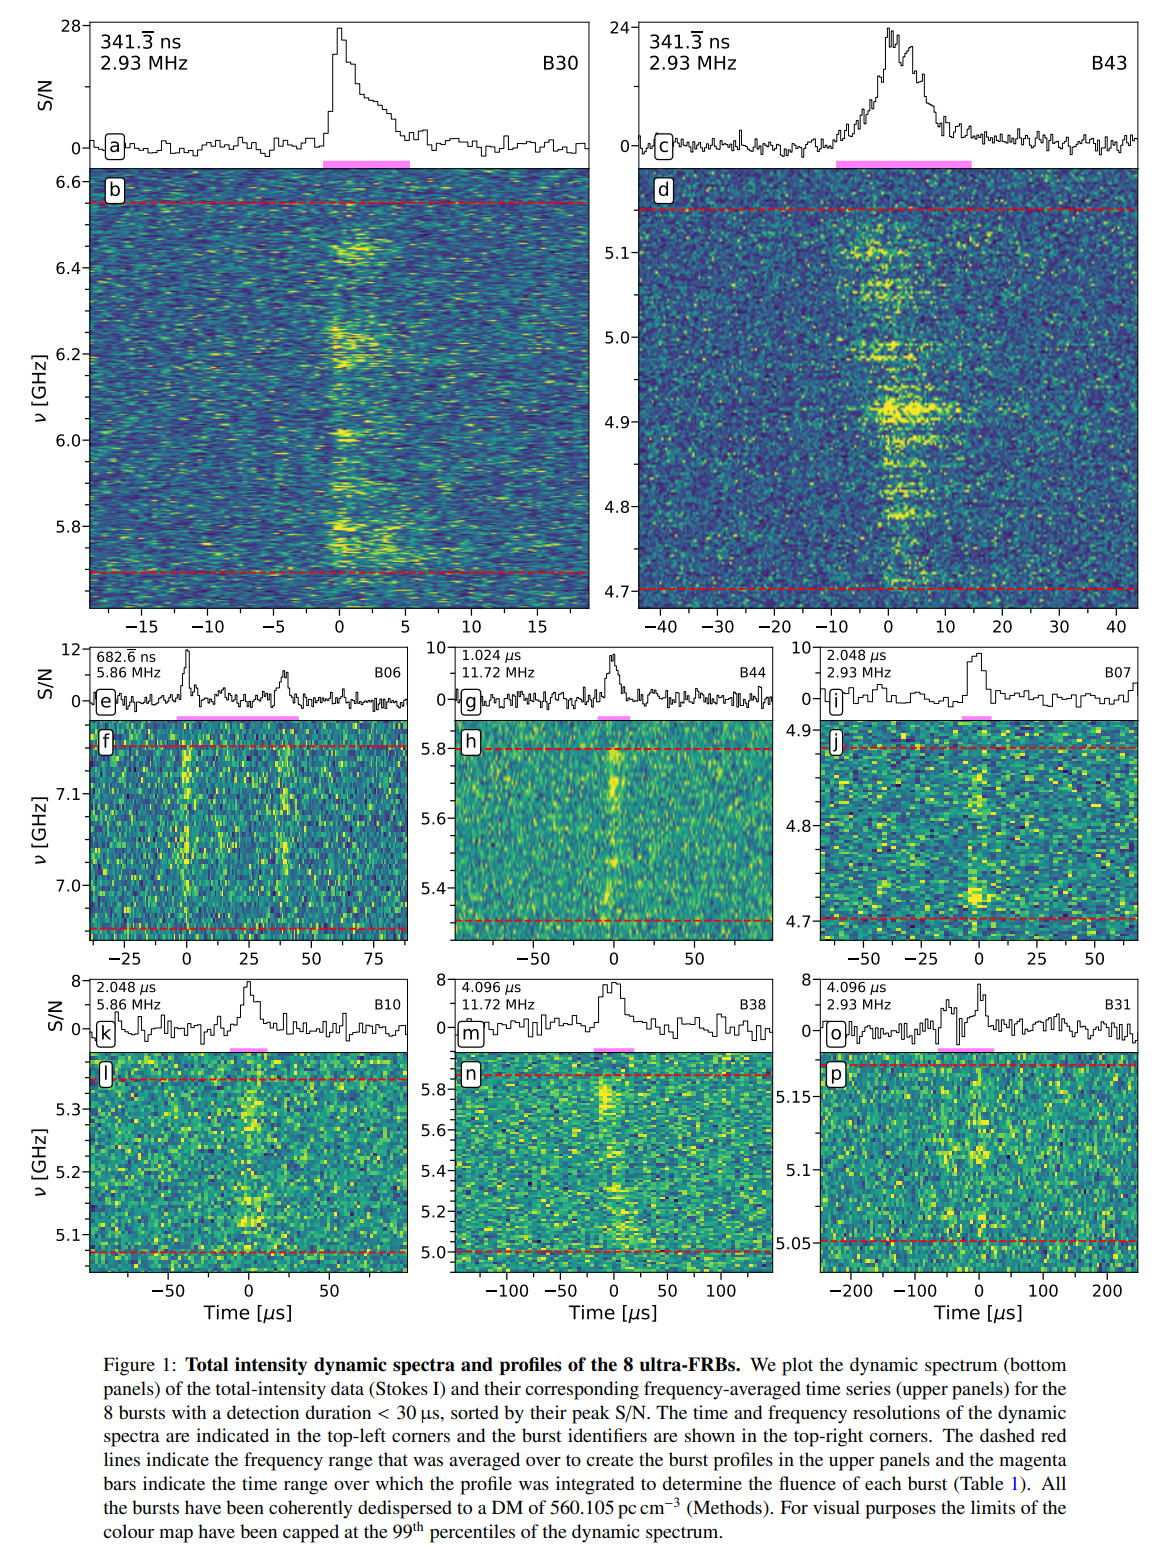 28
341.3̅ ns
2.93 MHz
B30
S/N
0
a
24
341.3̅ ns
2.93 MHz
B43
0
c
6.6
b
6.4
6.2
ν [GHz]
6.0
5.8
−15 −10 −5 0 5 10 15
d
5.1
5.0
4.9
4.8
4.7
−40 −30 −20 −10 0 10 20 30 40
12
682.6̅ ns
5.86 MHz
B06
S/N
0
e
10
1.024 μs
11.72 MHz
B44
0
g
10
2.048 μs
2.93 MHz
B07
0
i
f
7.1
ν [GHz]
7.0
−25 0 25 50 75
h
5.8
5.6
5.4
−50 0 50
4.9
j
4.8
4.7
−50 −25 0 25 50
8
2.048 μs
5.86 MHz
B10
S/N
0
k
8
4.096 μs
11.72 MHz
B38
0
m
8
4.096 μs
2.93 MHz
B31
0
o
l
5.3
ν [GHz]
5.2
5.1
−50 0 50
Time [μs]
n
5.8
5.6
5.4
5.2
5.0
−100 −50 0 50 100
Time [μs]
p
5.15
5.1
5.05
−200 −100 0 100 200
Time [μs]
Figure 1: Total intensity dynamic spectra and profiles of the 8 ultra-FRBs. We plot the dynamic spectrum (bottom
panels) of the total-intensity data (Stokes I) and their corresponding frequency-averaged time series (upper panels) for the
8 bursts with a detection duration < 30 μs, sorted by their peak S/N. The time and frequency resolutions of the dynamic
spectra are indicated in the top-left corners and the burst identifiers are shown in the top-right corners. The dashed red
lines indicate the frequency range that was averaged over to create the burst profiles in the upper panels and the magenta
bars indicate the time range over which the profile was integrated to determine the fluence of each burst (Table 1). All
the bursts have been coherently dedispersed to a DM of 560.105 pc cm⁻³ (Methods). For visual purposes the limits of the
colour map have been capped at the 99th percentiles of the dynamic spectrum.